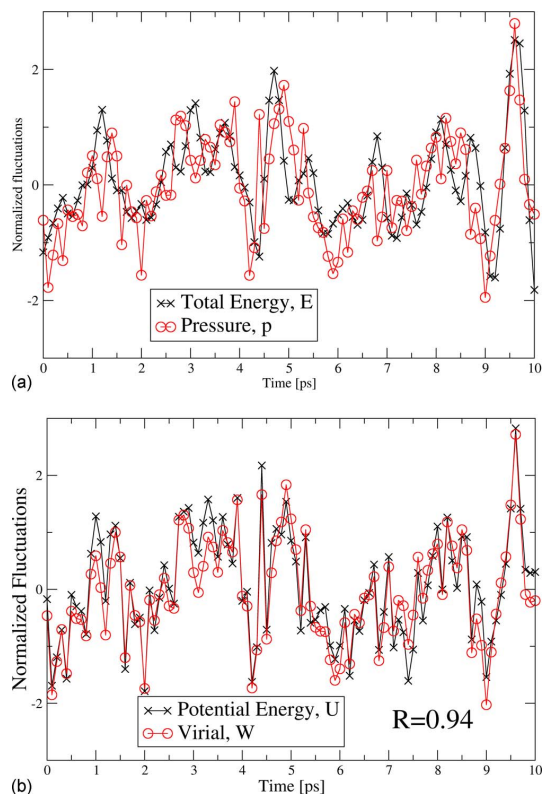 2
0
-2
Normalized fluctuations
Total Energy, E
Pressure, p
0 1 2 3 4 5 6 7 8 9 10
Time [ps]
(a)
2
0
-2
Normalized Fluctuations
Potential Energy, U
Virial, W
R=0.94
0 1 2 3 4 5 6 7 8 9 10
Time [ps]
(b)